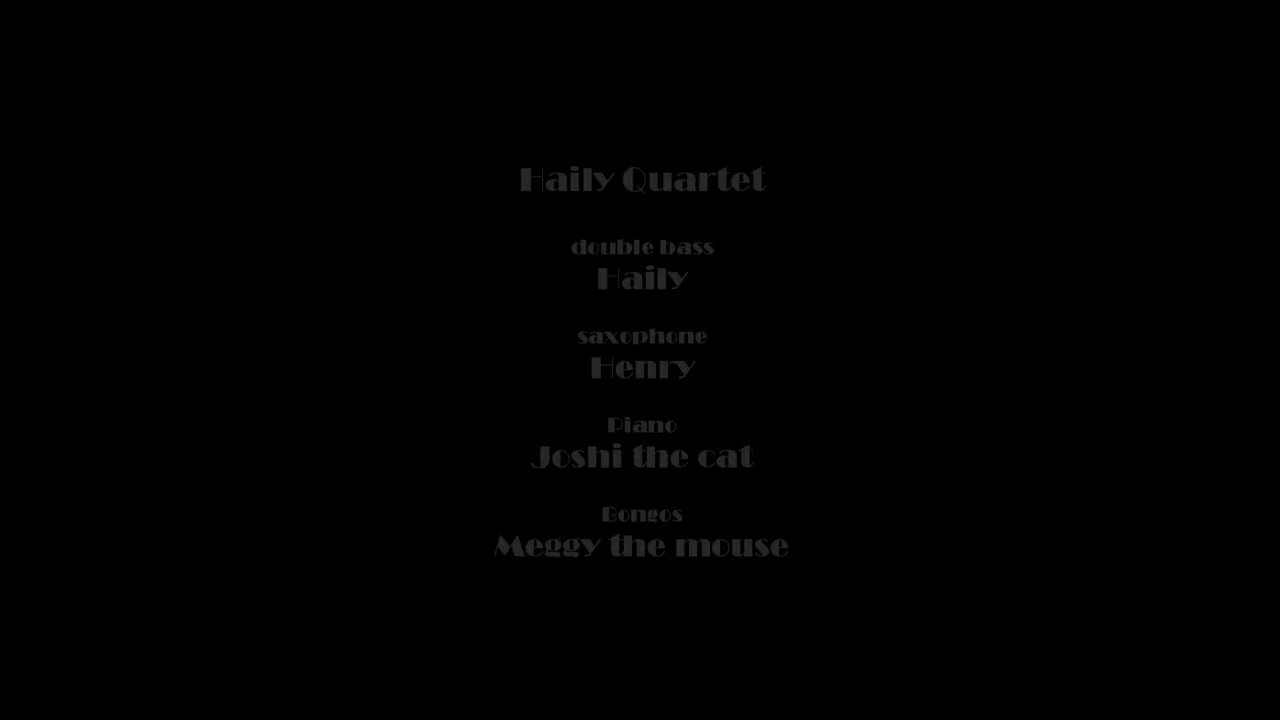 Haily Quartet
double bass
Haily
saxophone
Henry
Piano
Joshi the cat
Bongos
Meggy the mouse